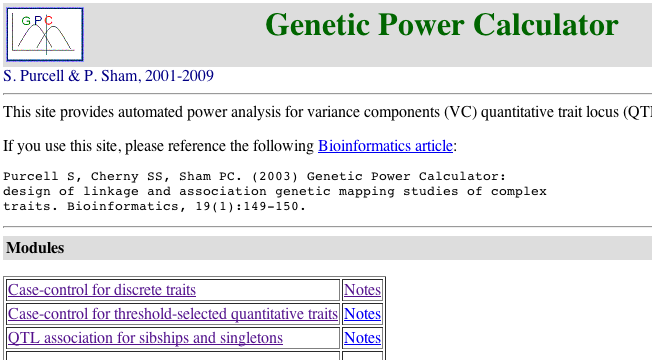 GPC
Genetic Power Calculator
S. Purcell & P. Sham, 2001-2009
This site provides automated power analysis for variance components (VC) quantitative trait locus (QTL
If you use this site, please reference the following Bioinformatics article:
Purcell S, Cherny SS, Sham PC. (2003) Genetic Power Calculator:
design of linkage and association genetic mapping studies of complex
traits. Bioinformatics, 19(1):149-150.
Modules
Case-control for discrete traits Notes
Case-control for threshold-selected quantitative traits Notes
QTL association for sibships and singletons Notes